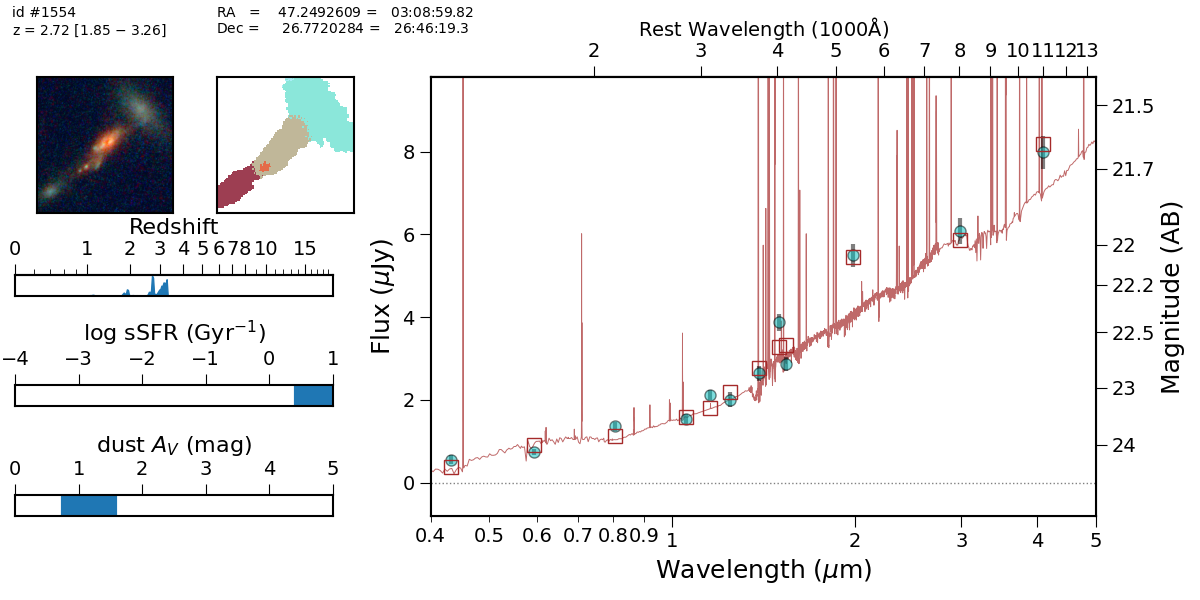 id #1554
z = 2.72 [1.85 − 3.26]
RA = 47.2492609 = 03:08:59.82
Dec = 26.7720284 = 26:46:19.3
Redshift
0 1 2 3 4 5 6 7 8 10 15
log sSFR (Gyr⁻¹)
−4 −3 −2 −1 0 1
dust A_V (mag)
0 1 2 3 4 5
Rest Wavelength (1000Å)
2 3 4 5 6 7 8 9 10 11 12 13
Flux (μJy)
8
6
4
2
0
21.5
21.7
22
22.2
22.5
23
24
Magnitude (AB)
0.4 0.5 0.6 0.7 0.8 0.9 1 2 3 4 5
Wavelength (μm)